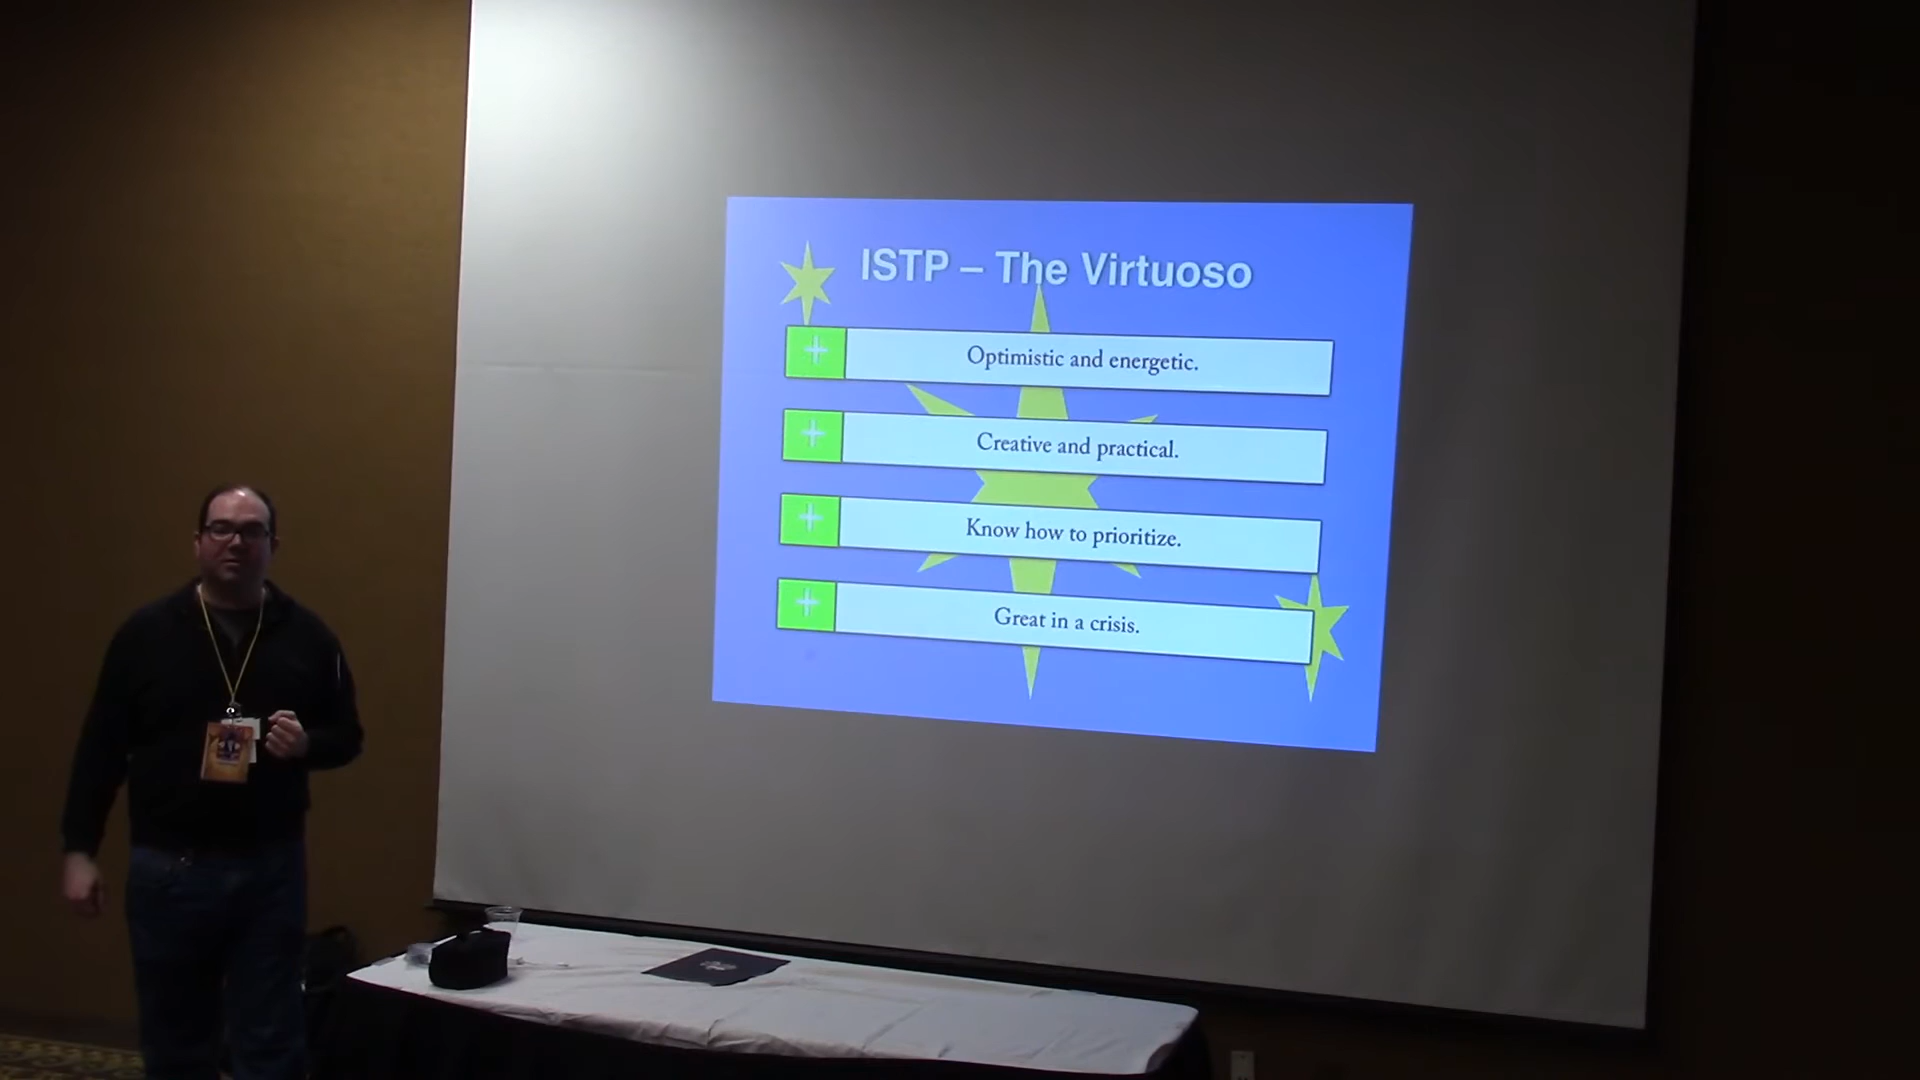 ISTP – The Virtuoso
+ Optimistic and energetic.
+ Creative and practical.
+ Know how to prioritize.
+ Great in a crisis.